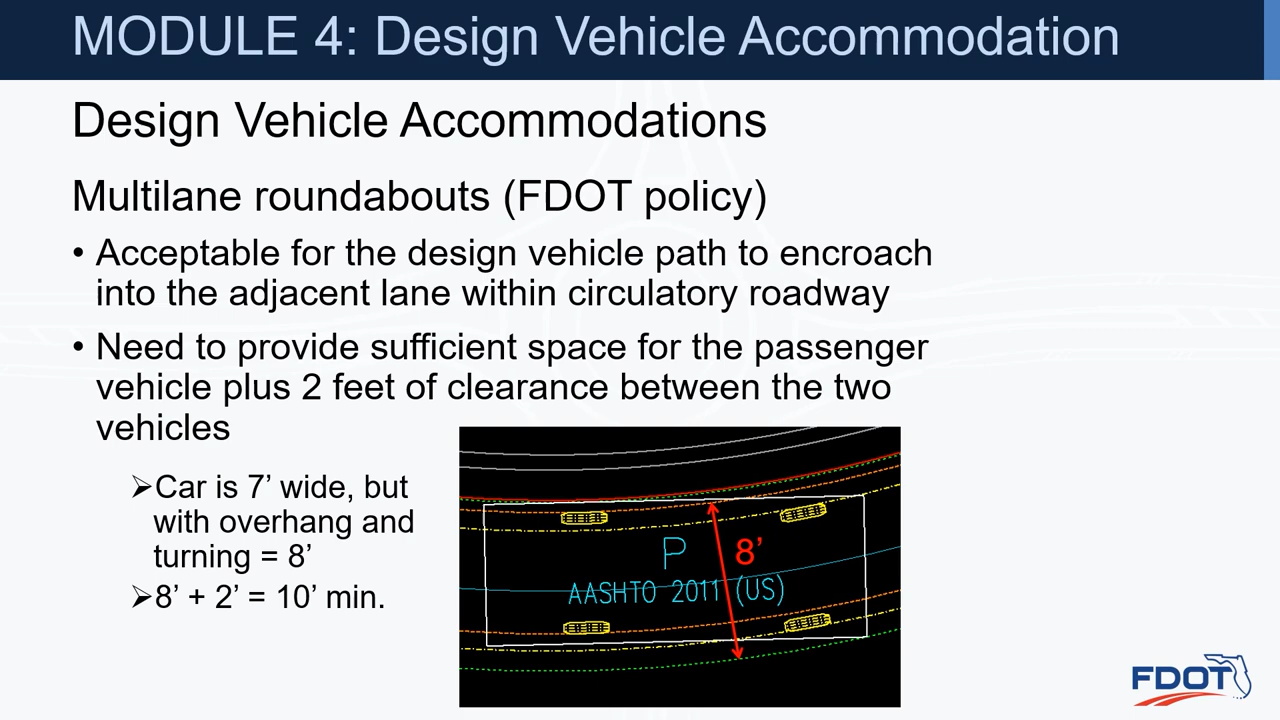 MODULE 4: Design Vehicle Accommodation
Design Vehicle Accommodations
Multilane roundabouts (FDOT policy)
• Acceptable for the design vehicle path to encroach
into the adjacent lane within circulatory roadway
• Need to provide sufficient space for the passenger
vehicle plus 2 feet of clearance between the two
vehicles
➢Car is 7’ wide, but
with overhang and
turning = 8’
➢8’ + 2’ = 10’ min.
P
8’
AASHTO 2011 (US)
FDOT